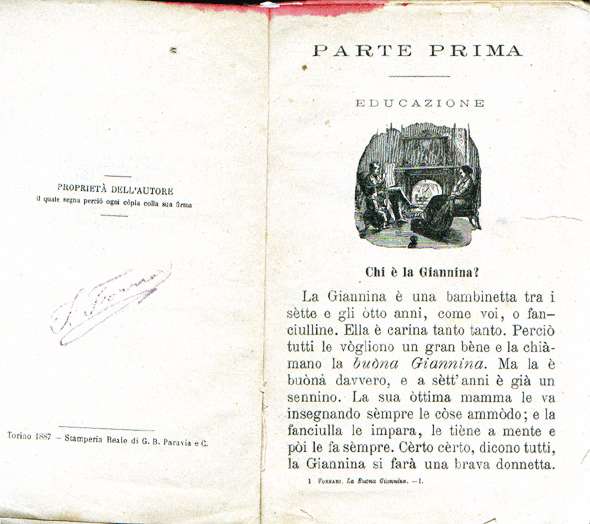 PROPRIETÀ DELL'AUTORE
il quale segna perciò ogni còpia colla sua firma
Torino 1887 — Stamperia Reale di G. B. Paravia e C.
PARTE PRIMA
EDUCAZIONE
Chi è la Giannina?
La Giannina è una bambinetta tra i
sètte e gli òtto anni, come voi, o fan-
ciulline. Ella è carina tanto tanto. Perciò
tutti le vògliono un gran bène e la chià-
mano la buòna Giannina. Ma la è
buònà davvero, e a sètt'anni è già un
sennino. La sua òttima mamma le va
insegnando sèmpre le còse ammòdo; e la
fanciulla le impara, le tiène a mente e
pòi le fa sèmpre. Cèrto cèrto, dicono tutti,
la Giannina si farà una brava donnetta.
1 FORNARI. La Buona Giannina. —I.